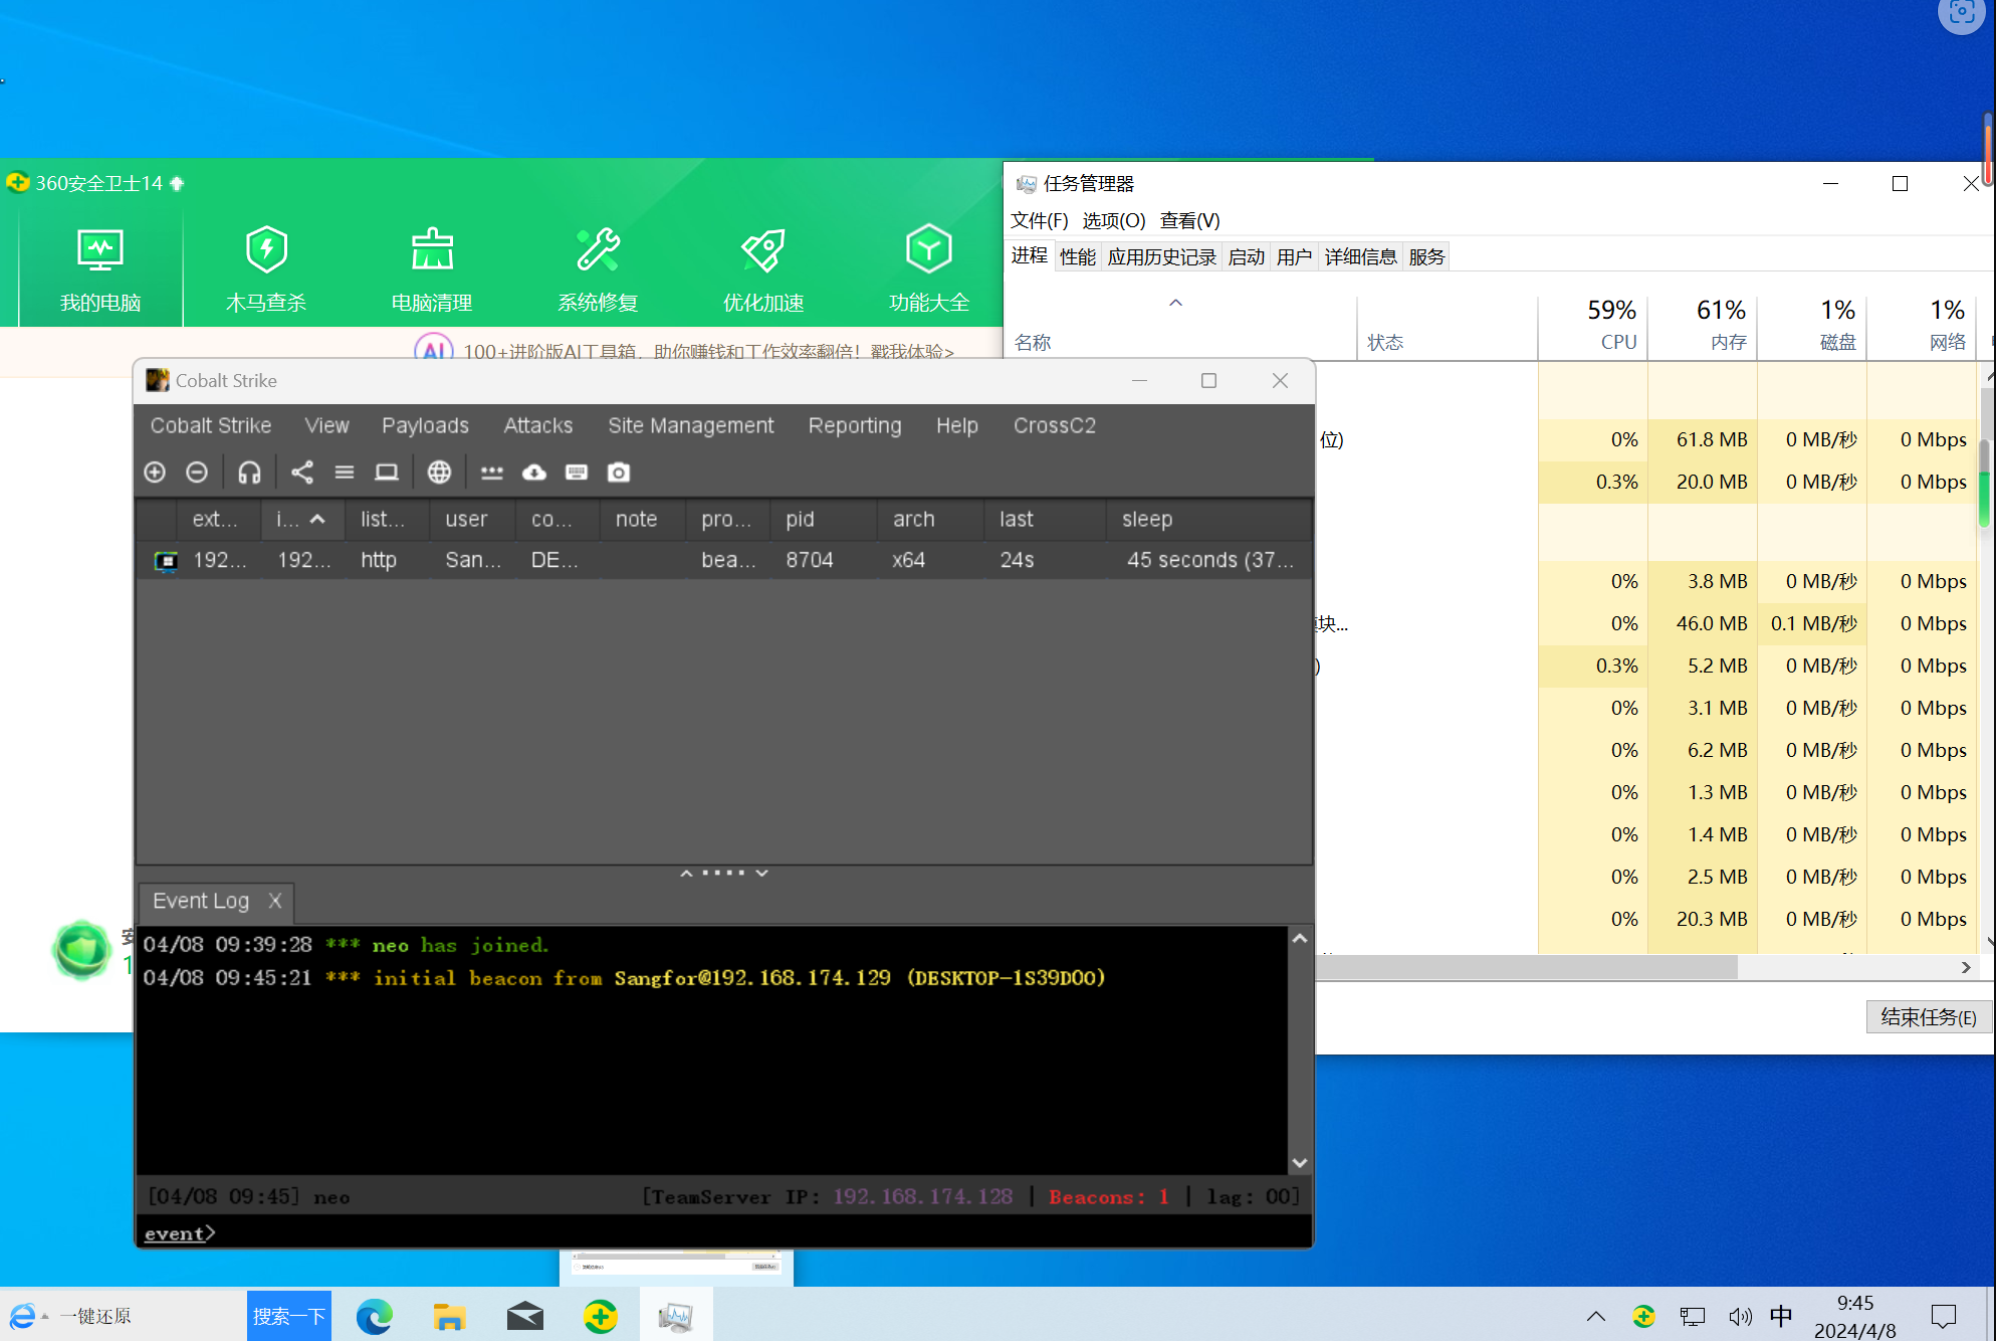 360安全卫士14
我的电脑
木马查杀
电脑清理
系统修复
优化加速
功能大全
AI 100+进阶版AI工具箱，助你赚钱和工作效率翻倍！戳我体验>
任务管理器
文件(F) 选项(O) 查看(V)
进程 性能 应用历史记录 启动 用户 详细信息 服务
59% 61% 1% 1%
名称 状态 CPU 内存 磁盘 网络
位) 0% 61.8 MB 0 MB/秒 0 Mbps
0.3% 20.0 MB 0 MB/秒 0 Mbps
0% 3.8 MB 0 MB/秒 0 Mbps
块... 0% 46.0 MB 0.1 MB/秒 0 Mbps
) 0.3% 5.2 MB 0 MB/秒 0 Mbps
0% 3.1 MB 0 MB/秒 0 Mbps
0% 6.2 MB 0 MB/秒 0 Mbps
0% 1.3 MB 0 MB/秒 0 Mbps
0% 1.4 MB 0 MB/秒 0 Mbps
0% 2.5 MB 0 MB/秒 0 Mbps
0% 20.3 MB 0 MB/秒 0 Mbps
结束任务(E)
Cobalt Strike
Cobalt Strike View Payloads Attacks Site Management Reporting Help CrossC2
ext... i... list... user co... note pro... pid arch last sleep
192... 192... http San... DE... bea... 8704 x64 24s 45 seconds (37...
Event Log X
04/08 09:39:28 *** neo has joined.
04/08 09:45:21 *** initial beacon from Sangfor@192.168.174.129 (DESKTOP-1S39DOO)
[04/08 09:45] neo [TeamServer IP: 192.168.174.128 | Beacons: 1 | lag: 00]
event>
一键还原
搜索一下
中
9:45
2024/4/8